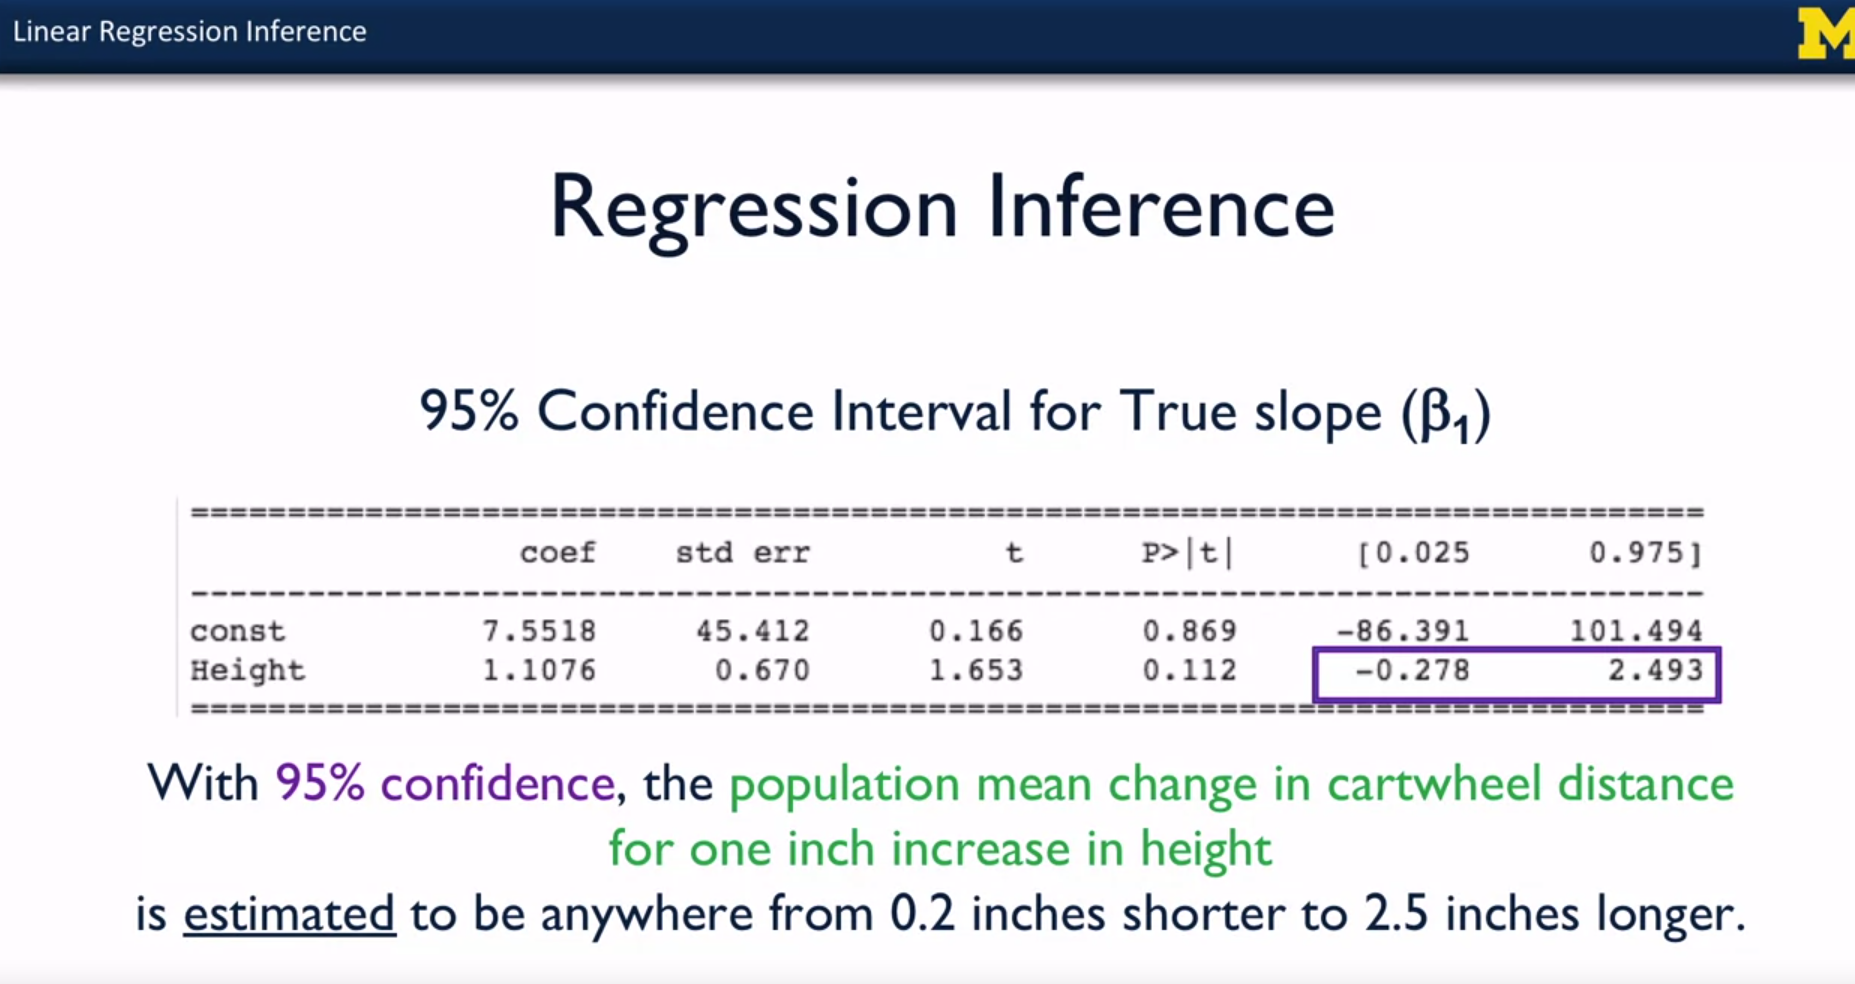 Linear Regression Inference
M
Regression Inference
95% Confidence Interval for True slope (β₁)
==============================================================================
coef std err t P>|t| [0.025 0.975]
------------------------------------------------------------------------------
const 7.5518 45.412 0.166 0.869 -86.391 101.494
Height 1.1076 0.670 1.653 0.112 -0.278 2.493
==============================================================================
With 95% confidence, the population mean change in cartwheel distance
for one inch increase in height
is estimated to be anywhere from 0.2 inches shorter to 2.5 inches longer.